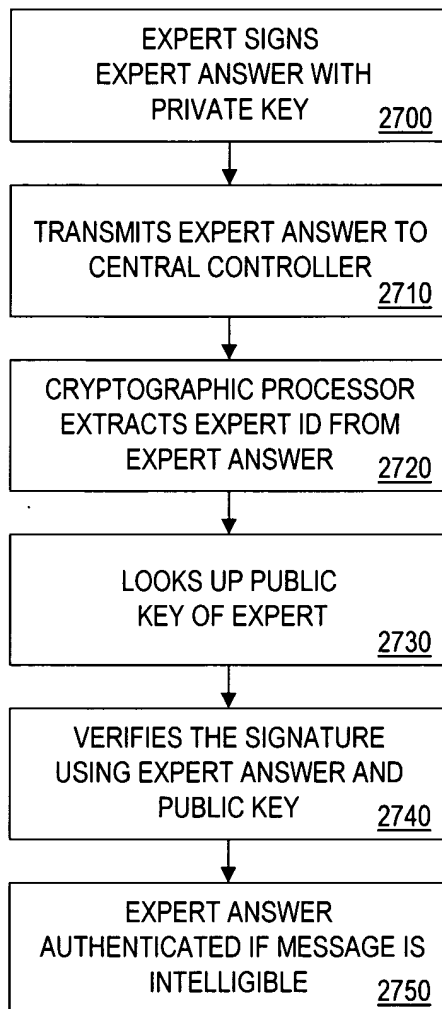 EXPERT SIGNS
EXPERT ANSWER WITH
PRIVATE KEY
2700
TRANSMITS EXPERT ANSWER TO
CENTRAL CONTROLLER
2710
CRYPTOGRAPHIC PROCESSOR
EXTRACTS EXPERT ID FROM
EXPERT ANSWER
2720
LOOKS UP PUBLIC
KEY OF EXPERT
2730
VERIFIES THE SIGNATURE
USING EXPERT ANSWER AND
PUBLIC KEY
2740
EXPERT ANSWER
AUTHENTICATED IF MESSAGE IS
INTELLIGIBLE
2750